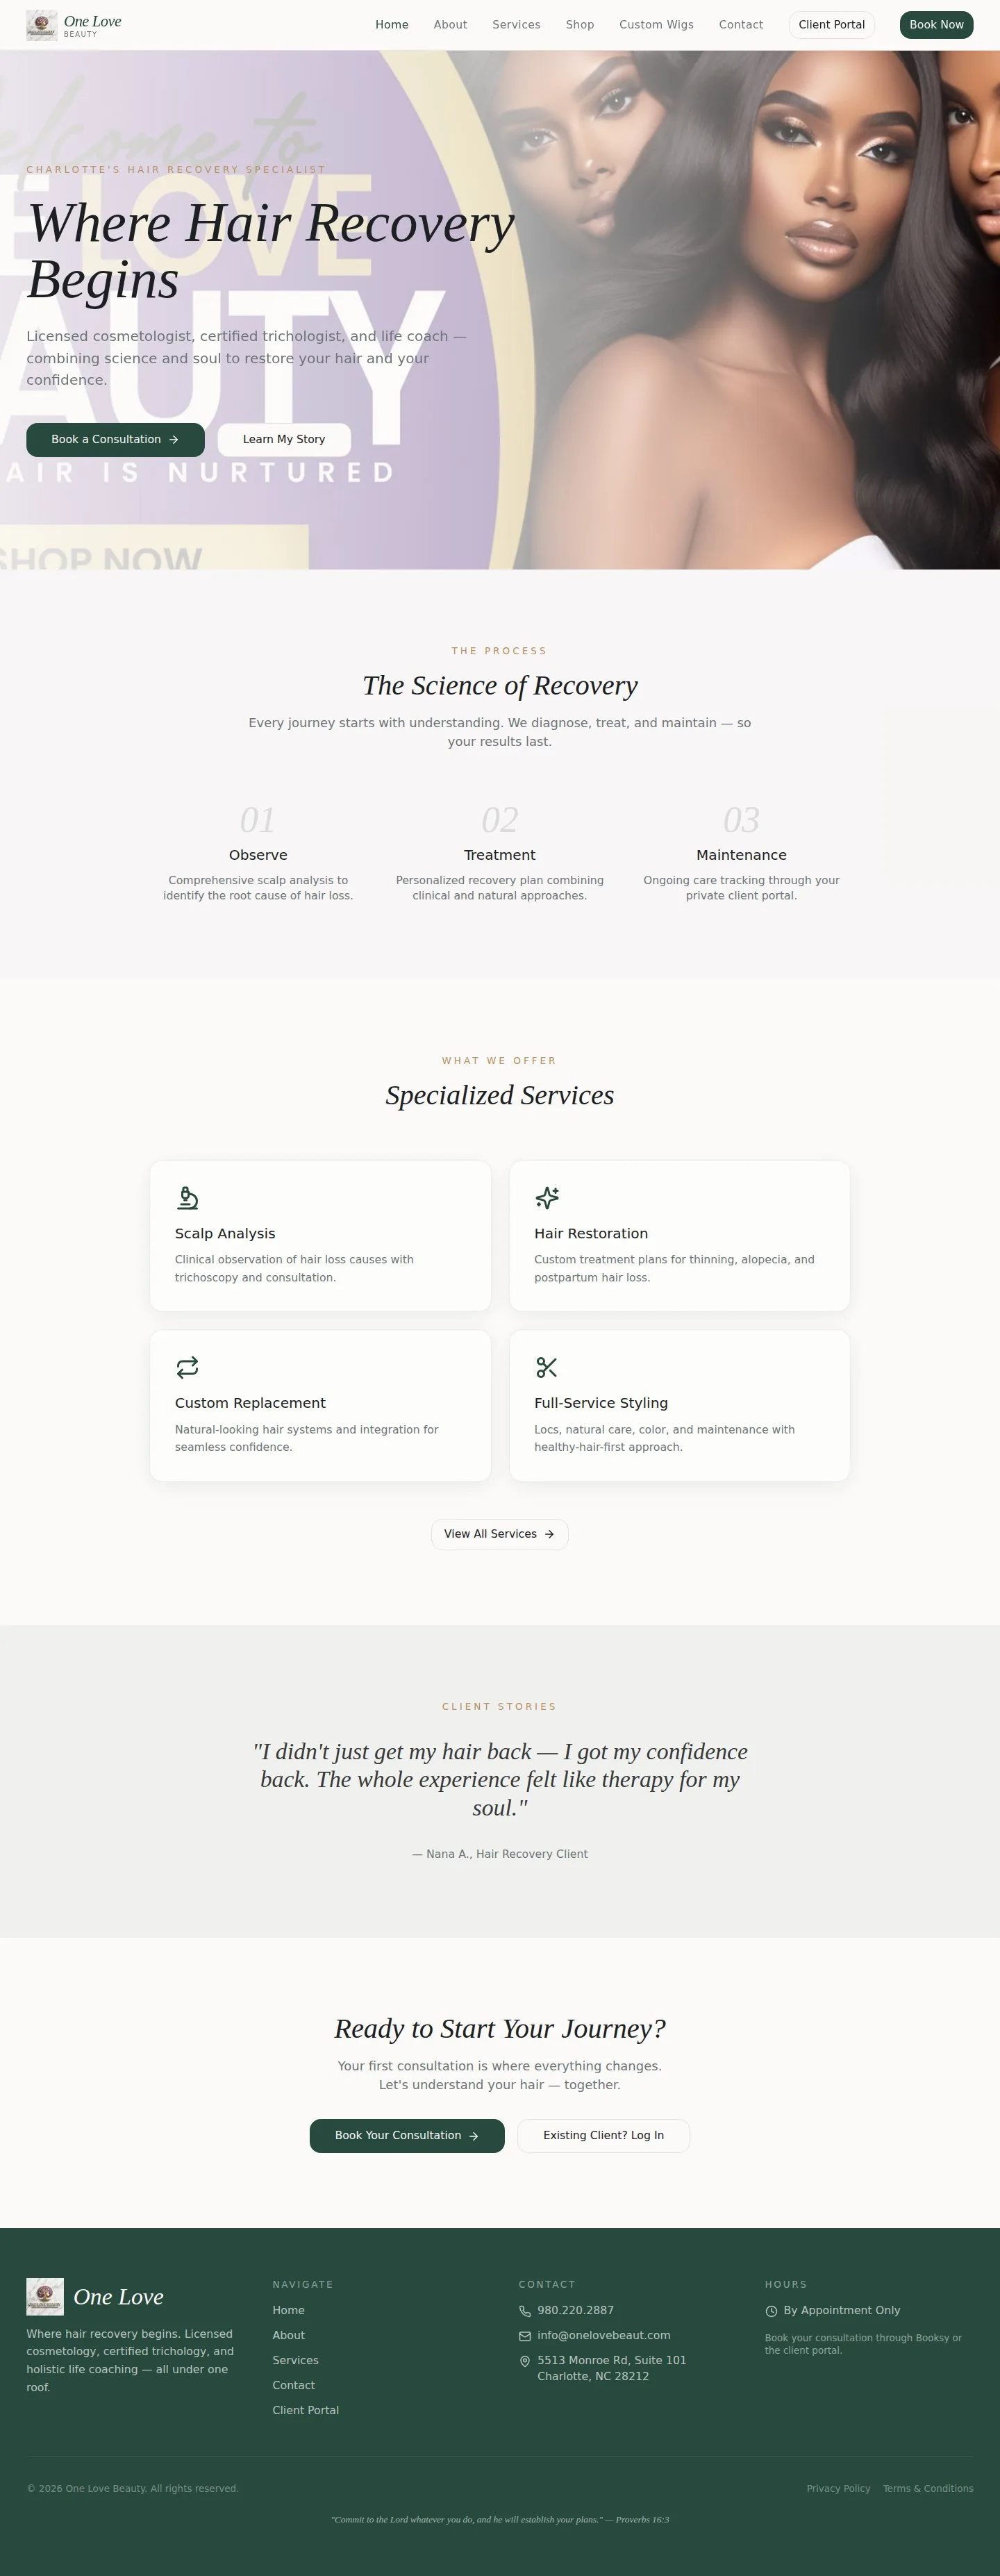 One Love
BEAUTY
Home
About
Services
Shop
Custom Wigs
Contact
Client Portal
Book Now
elcome to
E LOVE
AUTY
AIR IS NURTURED
SHOP NOW
CHARLOTTE'S HAIR RECOVERY SPECIALIST
Where Hair Recovery
Begins
Licensed cosmetologist, certified trichologist, and life coach —
combining science and soul to restore your hair and your
confidence.
Book a Consultation
Learn My Story
THE PROCESS
The Science of Recovery
Every journey starts with understanding. We diagnose, treat, and maintain — so
your results last.
01
Observe
Comprehensive scalp analysis to
identify the root cause of hair loss.
02
Treatment
Personalized recovery plan combining
clinical and natural approaches.
03
Maintenance
Ongoing care tracking through your
private client portal.
WHAT WE OFFER
Specialized Services
Scalp Analysis
Clinical observation of hair loss causes with
trichoscopy and consultation.
Hair Restoration
Custom treatment plans for thinning, alopecia, and
postpartum hair loss.
Custom Replacement
Natural-looking hair systems and integration for
seamless confidence.
Full-Service Styling
Locs, natural care, color, and maintenance with
healthy-hair-first approach.
View All Services
CLIENT STORIES
"I didn't just get my hair back — I got my confidence
back. The whole experience felt like therapy for my
soul."
— Nana A., Hair Recovery Client
Ready to Start Your Journey?
Your first consultation is where everything changes.
Let's understand your hair — together.
Book Your Consultation
Existing Client? Log In
One Love
Where hair recovery begins. Licensed
cosmetology, certified trichology, and
holistic life coaching — all under one
roof.
NAVIGATE
Home
About
Services
Contact
Client Portal
CONTACT
980.220.2887
info@onelovebeaut.com
5513 Monroe Rd, Suite 101
Charlotte, NC 28212
HOURS
By Appointment Only
Book your consultation through Booksy or
the client portal.
© 2026 One Love Beauty. All rights reserved.
Privacy Policy
Terms & Conditions
"Commit to the Lord whatever you do, and he will establish your plans." — Proverbs 16:3